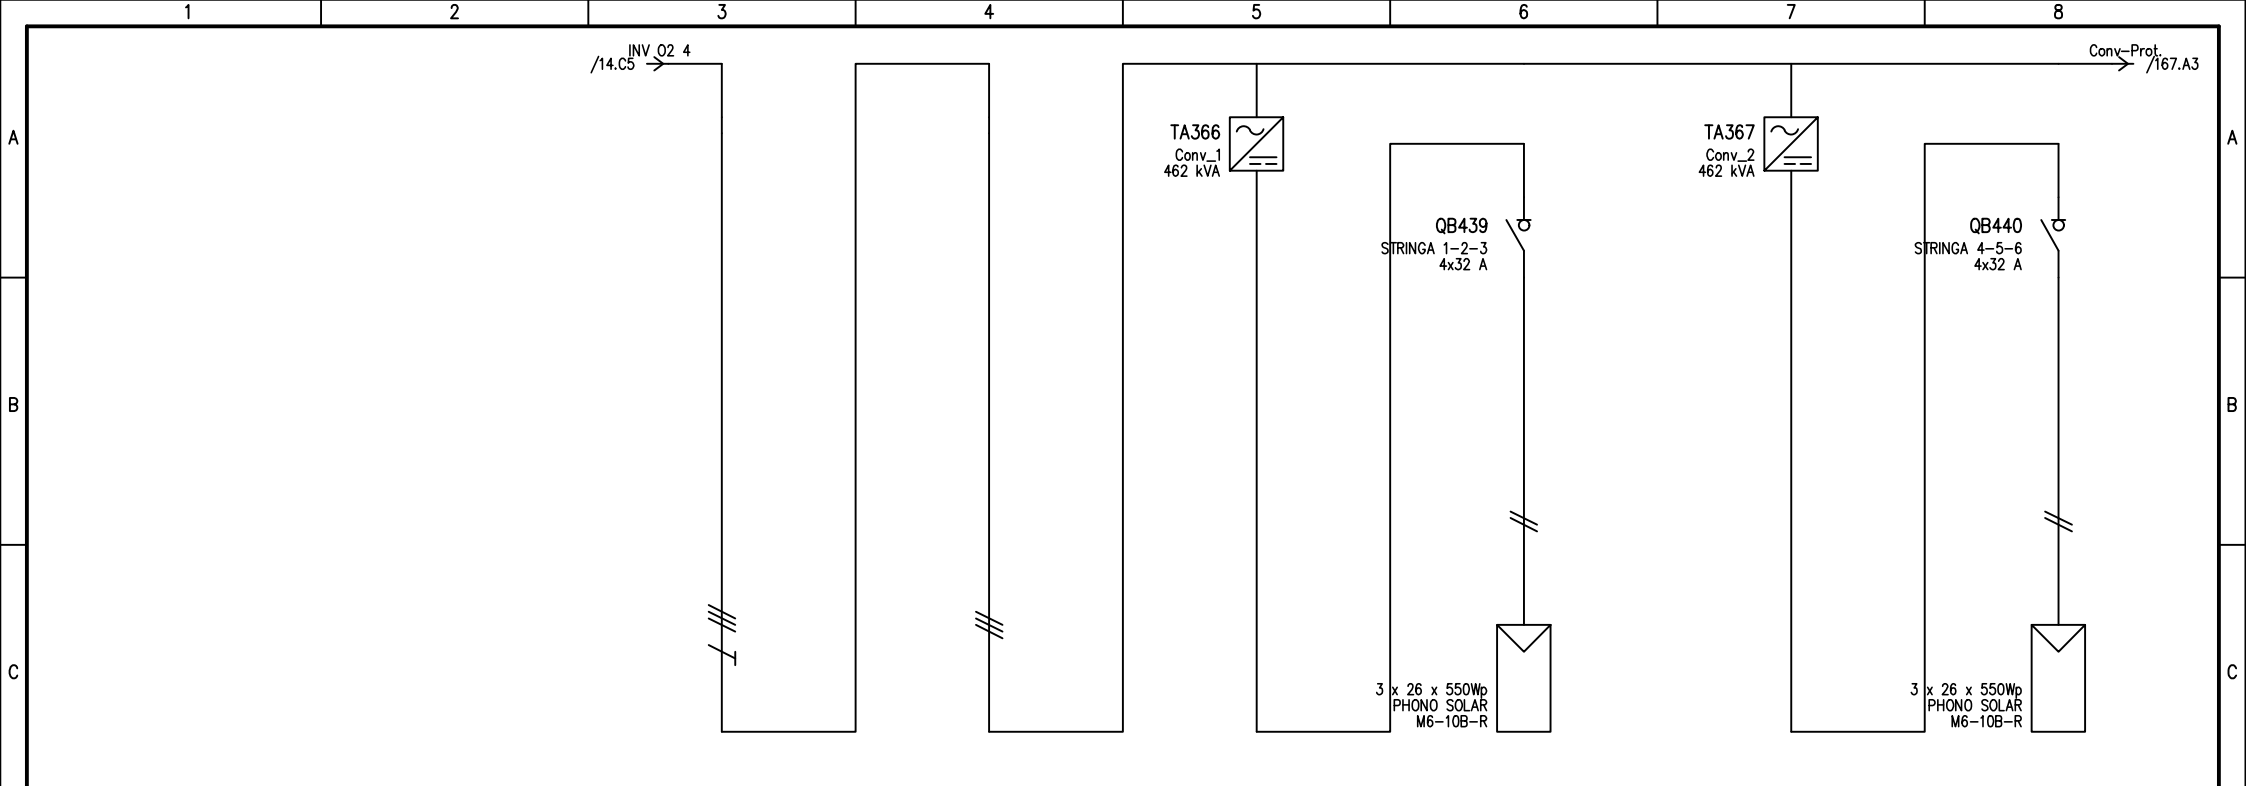 1 2 3 4 5 6 7 8
INV_02 4
/14.C5
Conv-Prot.
/167.A3
A
A
TA366
Conv_1
462 kVA
TA367
Conv_2
462 kVA
QB439
STRINGA 1-2-3
4x32 A
QB440
STRINGA 4-5-6
4x32 A
B
B
C
C
3 x 26 x 550Wp
PHONO SOLAR
M6-10B-R
3 x 26 x 550Wp
PHONO SOLAR
M6-10B-R